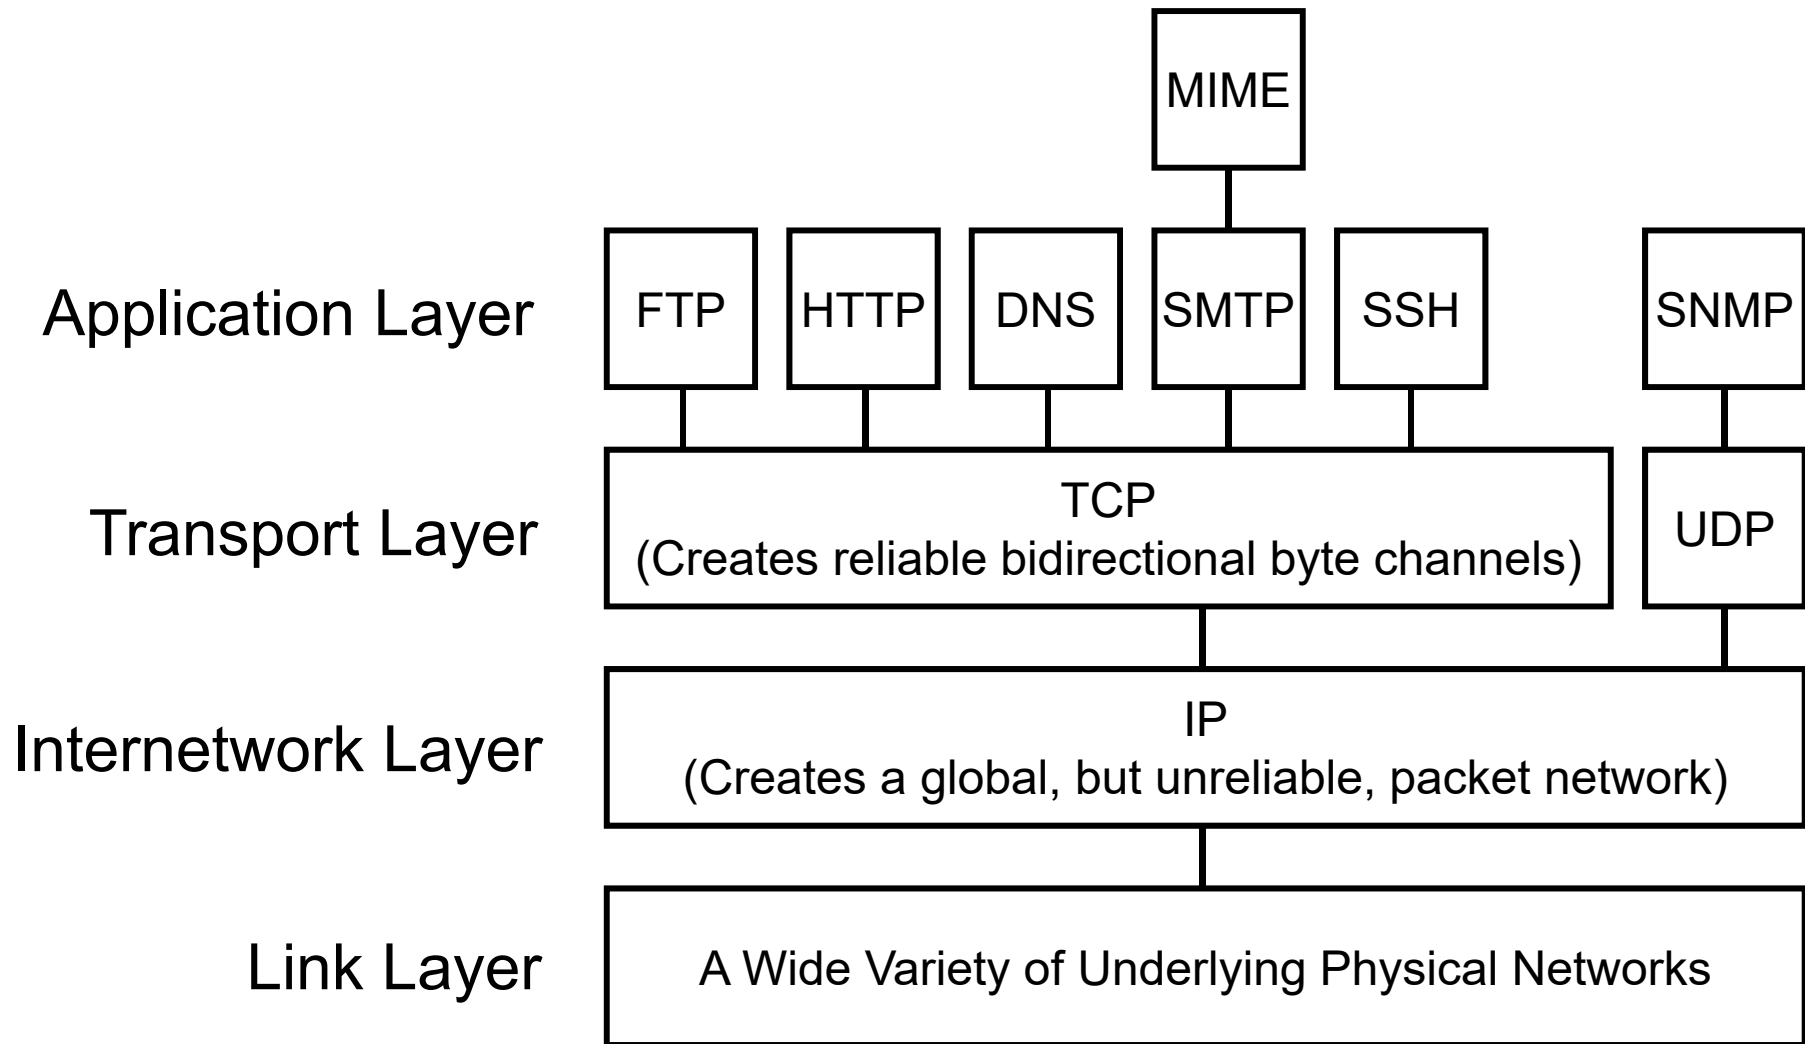 MIME
Application Layer
FTP
HTTP
DNS
SMTP
SSH
SNMP
Transport Layer
TCP
(Creates reliable bidirectional byte channels)
UDP
Internetwork Layer
IP
(Creates a global, but unreliable, packet network)
Link Layer
A Wide Variety of Underlying Physical Networks